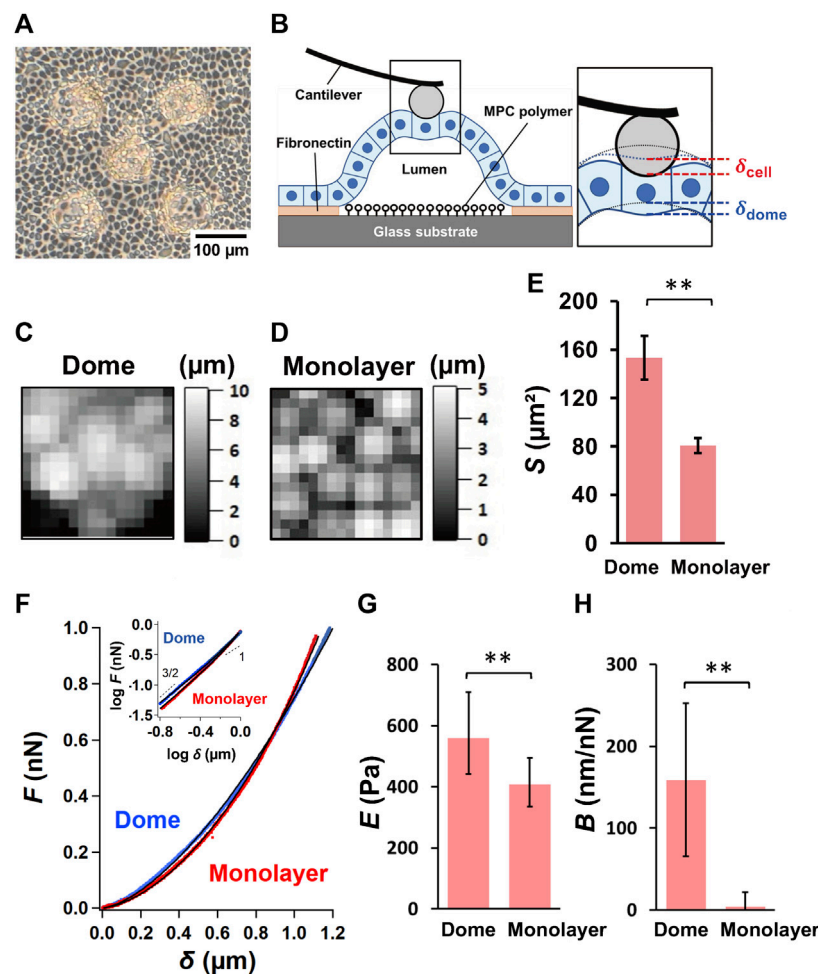 A
100 μm
B
Cantilever
MPC polymer
Fibronectin
Lumen
Glass substrate
δcell
δdome
C
Dome
(μm)
10
8
6
4
2
0
D
Monolayer
(μm)
5
4
3
2
1
0
E
S (μm²)
200
160
120
80
40
0
**
Dome
Monolayer
F
F (nN)
1.0
0.8
0.6
0.4
0.2
0.0
0.0
0.2
0.4
0.6
0.8
1.0
1.2
δ (μm)
Dome
Monolayer
log F (nN)
0.0
-0.5
-1.0
-1.5
-0.8
-0.4
0.0
log δ (μm)
Dome
3/2
1
Monolayer
G
E (Pa)
800
600
400
200
0
**
Dome
Monolayer
H
B (nm/nN)
300
200
150
100
0
**
Dome
Monolayer